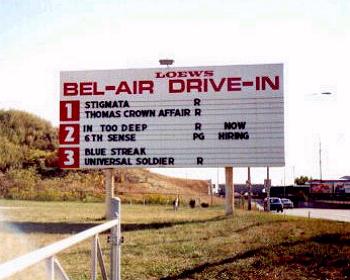 LOEWS
BEL-AIR DRIVE-IN
1 STIGMATA R
THOMAS CROWN AFFAIR R
2 IN TOO DEEP R NOW
6TH SENSE PG HIRING
3 BLUE STREAK
UNIVERSAL SOLDIER R